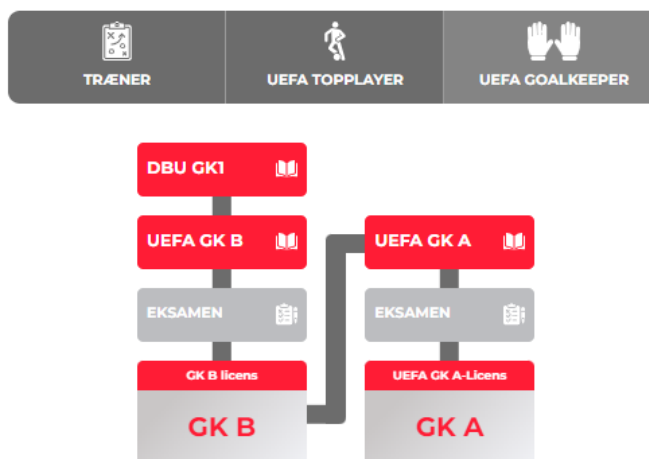 TRÆNER
UEFA TOPPLAYER
UEFA GOALKEEPER
DBU GK1
UEFA GK B
EKSAMEN
GK B licens
GK B
UEFA GK A
EKSAMEN
UEFA GK A-Licens
GK A